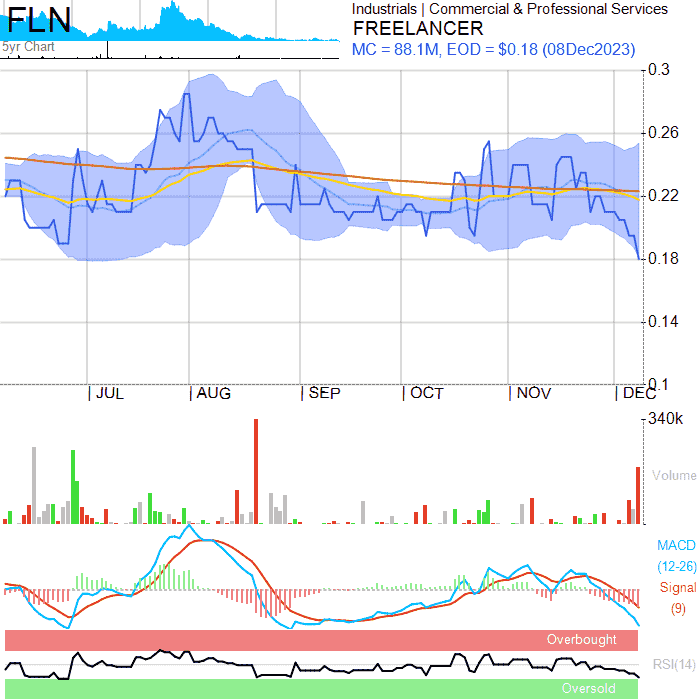 FLN
5yr Chart
Industrials | Commercial & Professional Services
FREELANCER
MC = 88.1M, EOD = $0.18 (08Dec2023)
0.3
0.26
0.22
0.18
0.14
0.1
JUL AUG SEP OCT NOV DEC
340k
Volume
MACD
(12-26)
Signal
(9)
Overbought
RSI(14)
Oversold